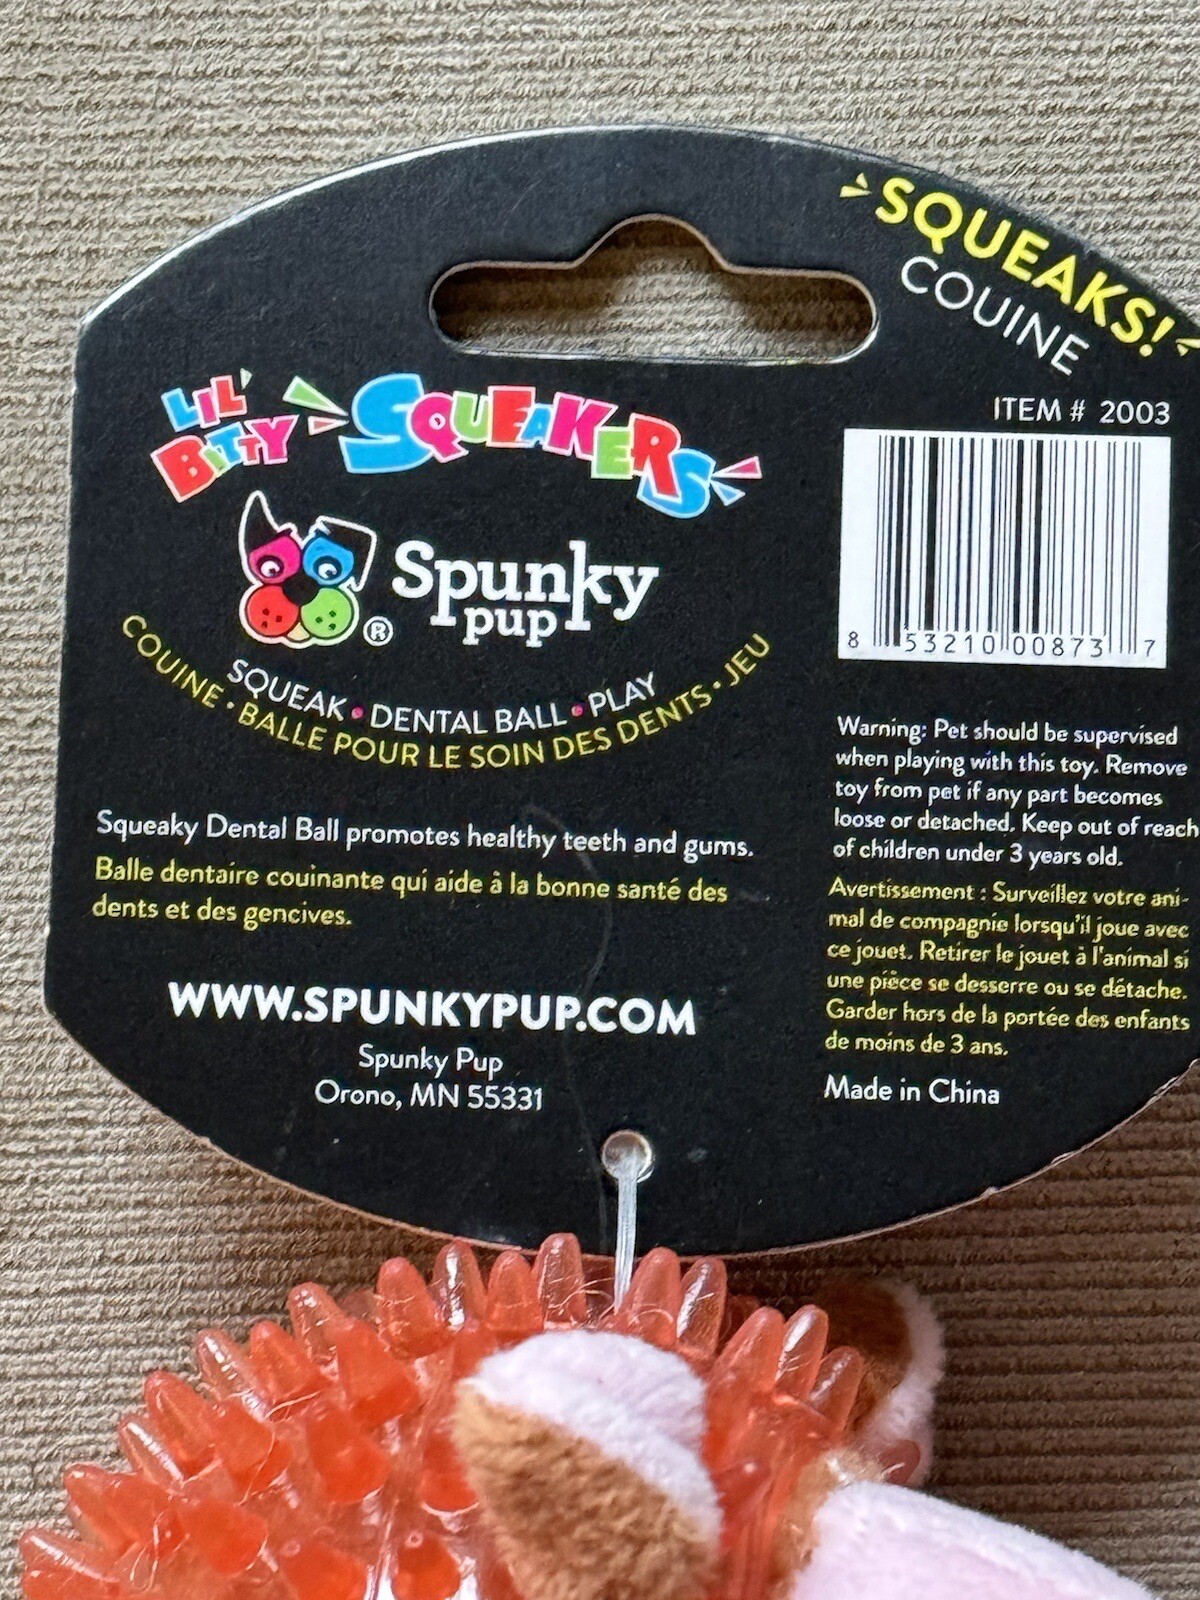 SQUEAKS!
COUINE
ITEM # 2003
LIL'
BITTY SQUEAKERS
Spunky
pup
®
SQUEAK • DENTAL BALL • PLAY
COUINE • BALLE POUR LE SOIN DES DENTS • JEU
Squeaky Dental Ball promotes healthy teeth and gums.
Balle dentaire couinante qui aide à la bonne santé des
dents et des gencives.
WWW.SPUNKYPUP.COM
Spunky Pup
Orono, MN 55331
8 53210 00873 7
Warning: Pet should be supervised
when playing with this toy. Remove
toy from pet if any part becomes
loose or detached. Keep out of reach
of children under 3 years old.
Avertissement : Surveillez votre ani-
mal de compagnie lorsqu'il joue avec
ce jouet. Retirer le jouet à l'animal si
une pièce se desserre ou se détache.
Garder hors de la portée des enfants
de moins de 3 ans.
Made in China